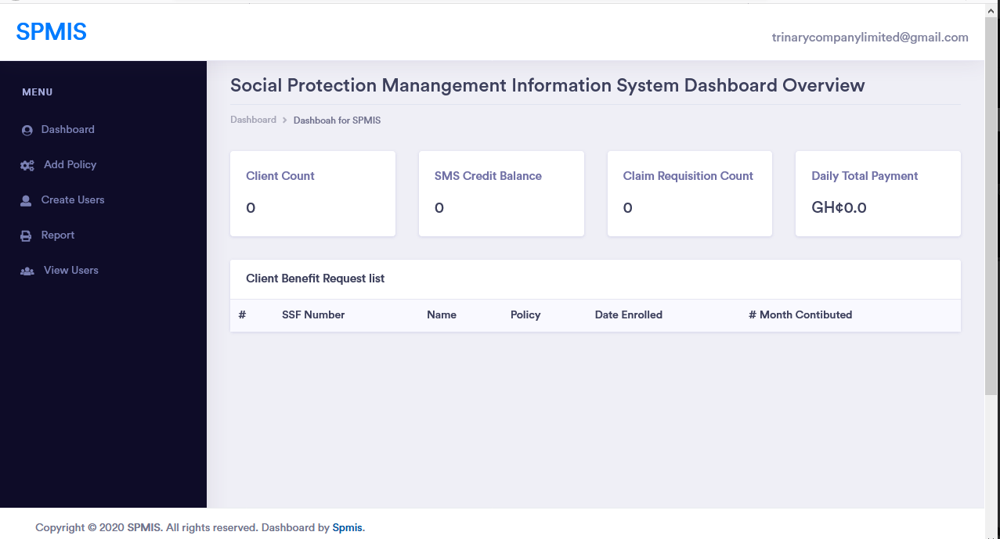 SPMIS
trinarycompanylimited@gmail.com
MENU
Dashboard
Add Policy
Create Users
Report
View Users
Social Protection Manangement Information System Dashboard Overview
Dashboard > Dashboah for SPMIS
Client Count
0
SMS Credit Balance
0
Claim Requisition Count
0
Daily Total Payment
GH¢0.0
Client Benefit Request list
# SSF Number Name Policy Date Enrolled # Month Contibuted
Copyright © 2020 SPMIS. All rights reserved. Dashboard by Spmis.